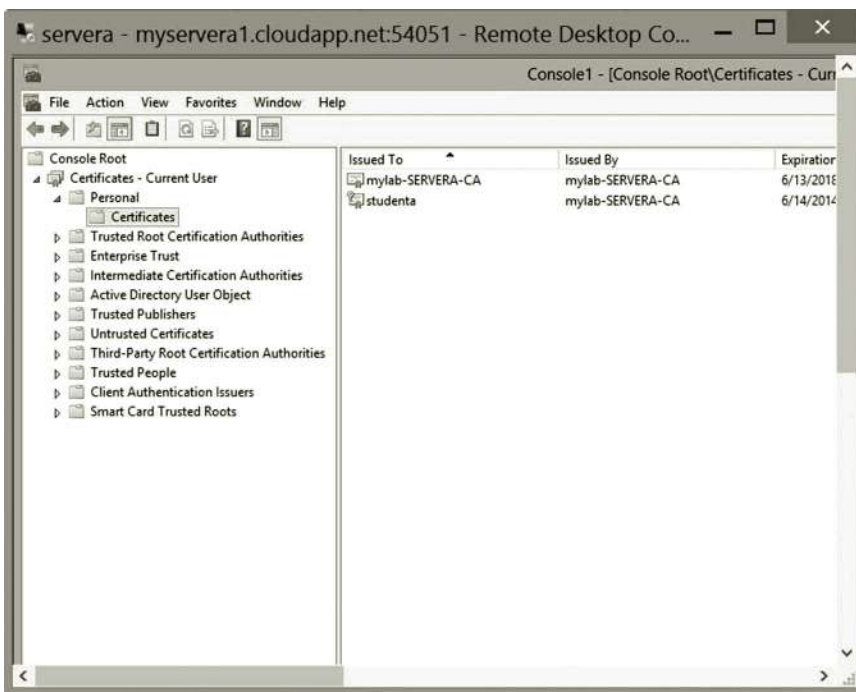 servera - myservera1.cloudapp.net:54051 - Remote Desktop Co...
Console1 - [Console Root\Certificates - Curr
File Action View Favorites Window Help
Console Root
Certificates - Current User
Personal
Certificates
Trusted Root Certification Authorities
Enterprise Trust
Intermediate Certification Authorities
Active Directory User Object
Trusted Publishers
Untrusted Certificates
Third-Party Root Certification Authorities
Trusted People
Client Authentication Issuers
Smart Card Trusted Roots
Issued To Issued By Expiration
mylab-SERVERA-CA mylab-SERVERA-CA 6/13/2018
studenta mylab-SERVERA-CA 6/14/2014